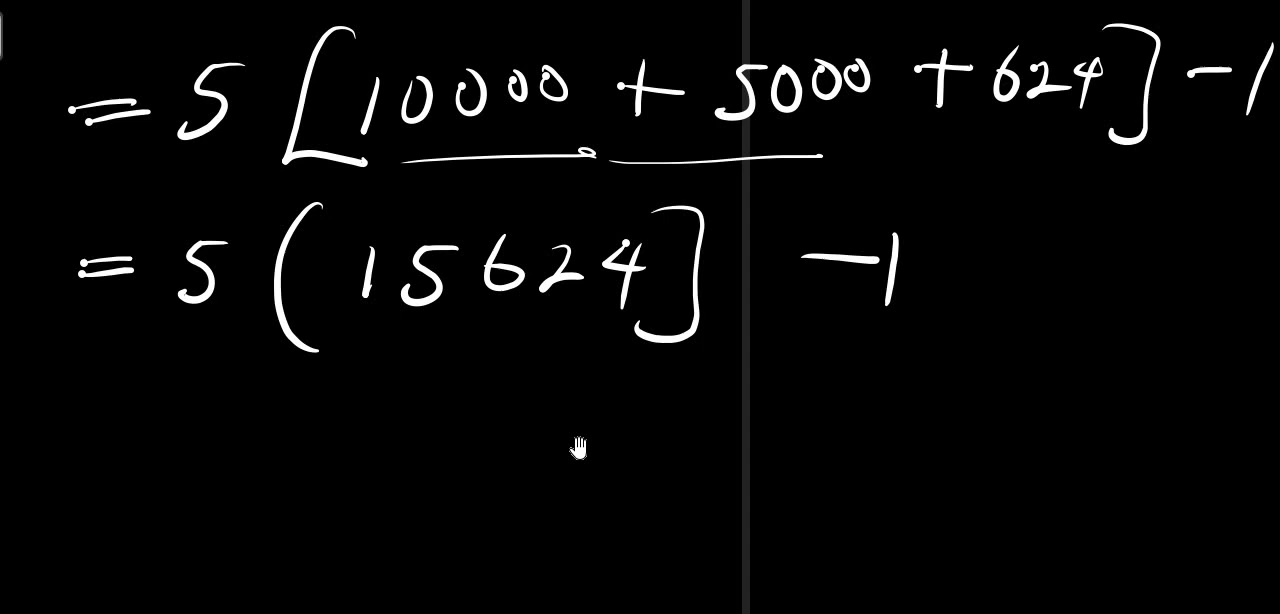 = 5 [10000 + 5000 + 624] - 1
= 5 (15624] - 1